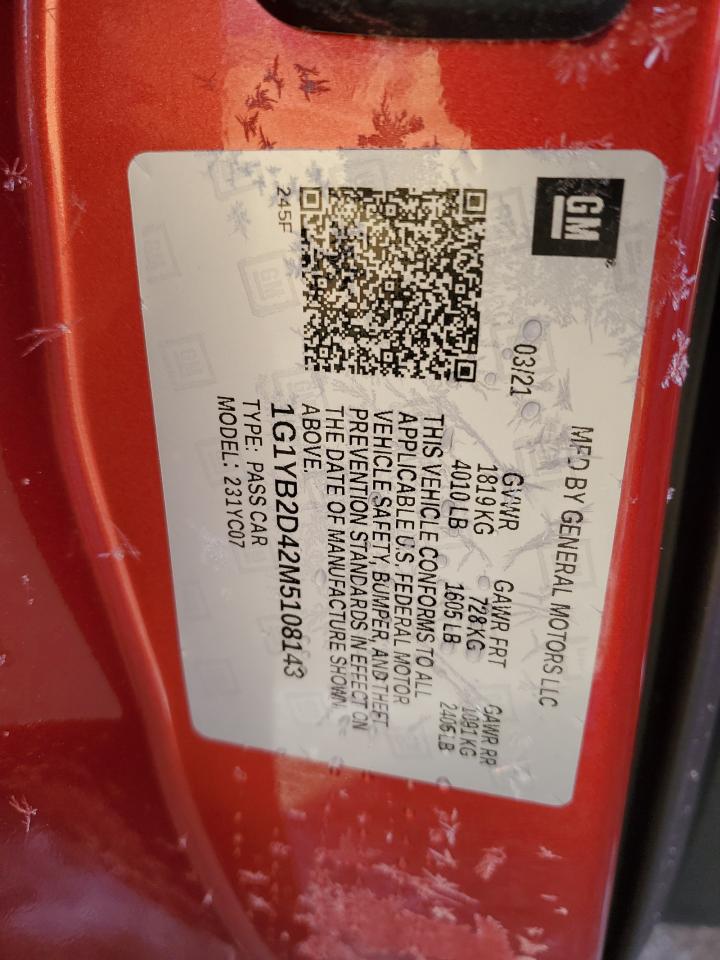 GM
MFD BY GENERAL MOTORS LLC
03/21
GVWR GAWR FRT GAWR RR
1819 KG 728 KG 1091 KG
4010 LB 1605 LB 2405 LB
THIS VEHICLE CONFORMS TO ALL
APPLICABLE U.S. FEDERAL MOTOR
VEHICLE SAFETY, BUMPER, AND THEFT
PREVENTION STANDARDS IN EFFECT ON
THE DATE OF MANUFACTURE SHOWN
ABOVE.
245F
1G1YB2D42M5108143
TYPE: PASS CAR
MODEL: 231YC07